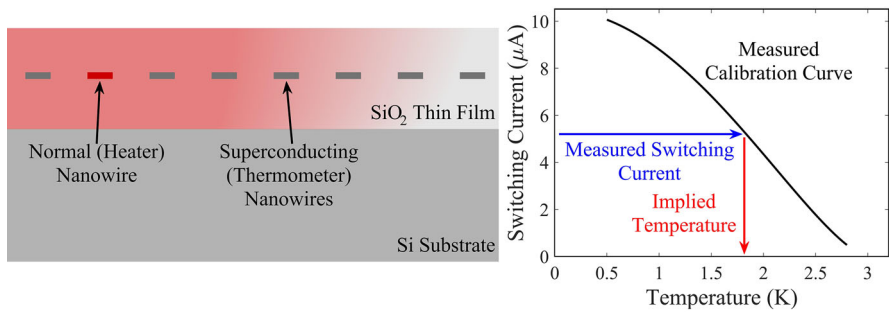 SiO₂ Thin Film
Normal (Heater)
Nanowire
Superconducting
(Thermometer)
Nanowires
Si Substrate
Switching Current (μA)
10
8
6
4
2
0
Measured
Calibration Curve
Measured Switching
Current
Implied
Temperature
0
0.5
1
1.5
2
2.5
3
Temperature (K)